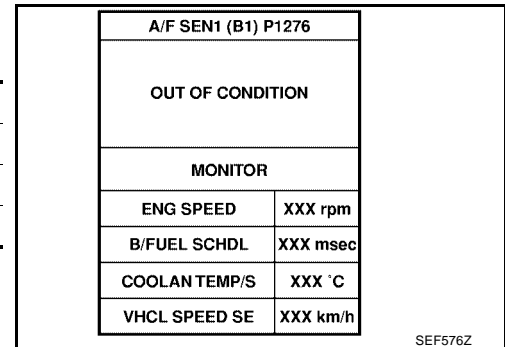 A/F SEN1 (B1) P1276
OUT OF CONDITION
MONITOR
ENG SPEED XXX rpm
B/FUEL SCHDL XXX msec
COOLAN TEMP/S XXX °C
VHCL SPEED SE XXX km/h
SEF576Z